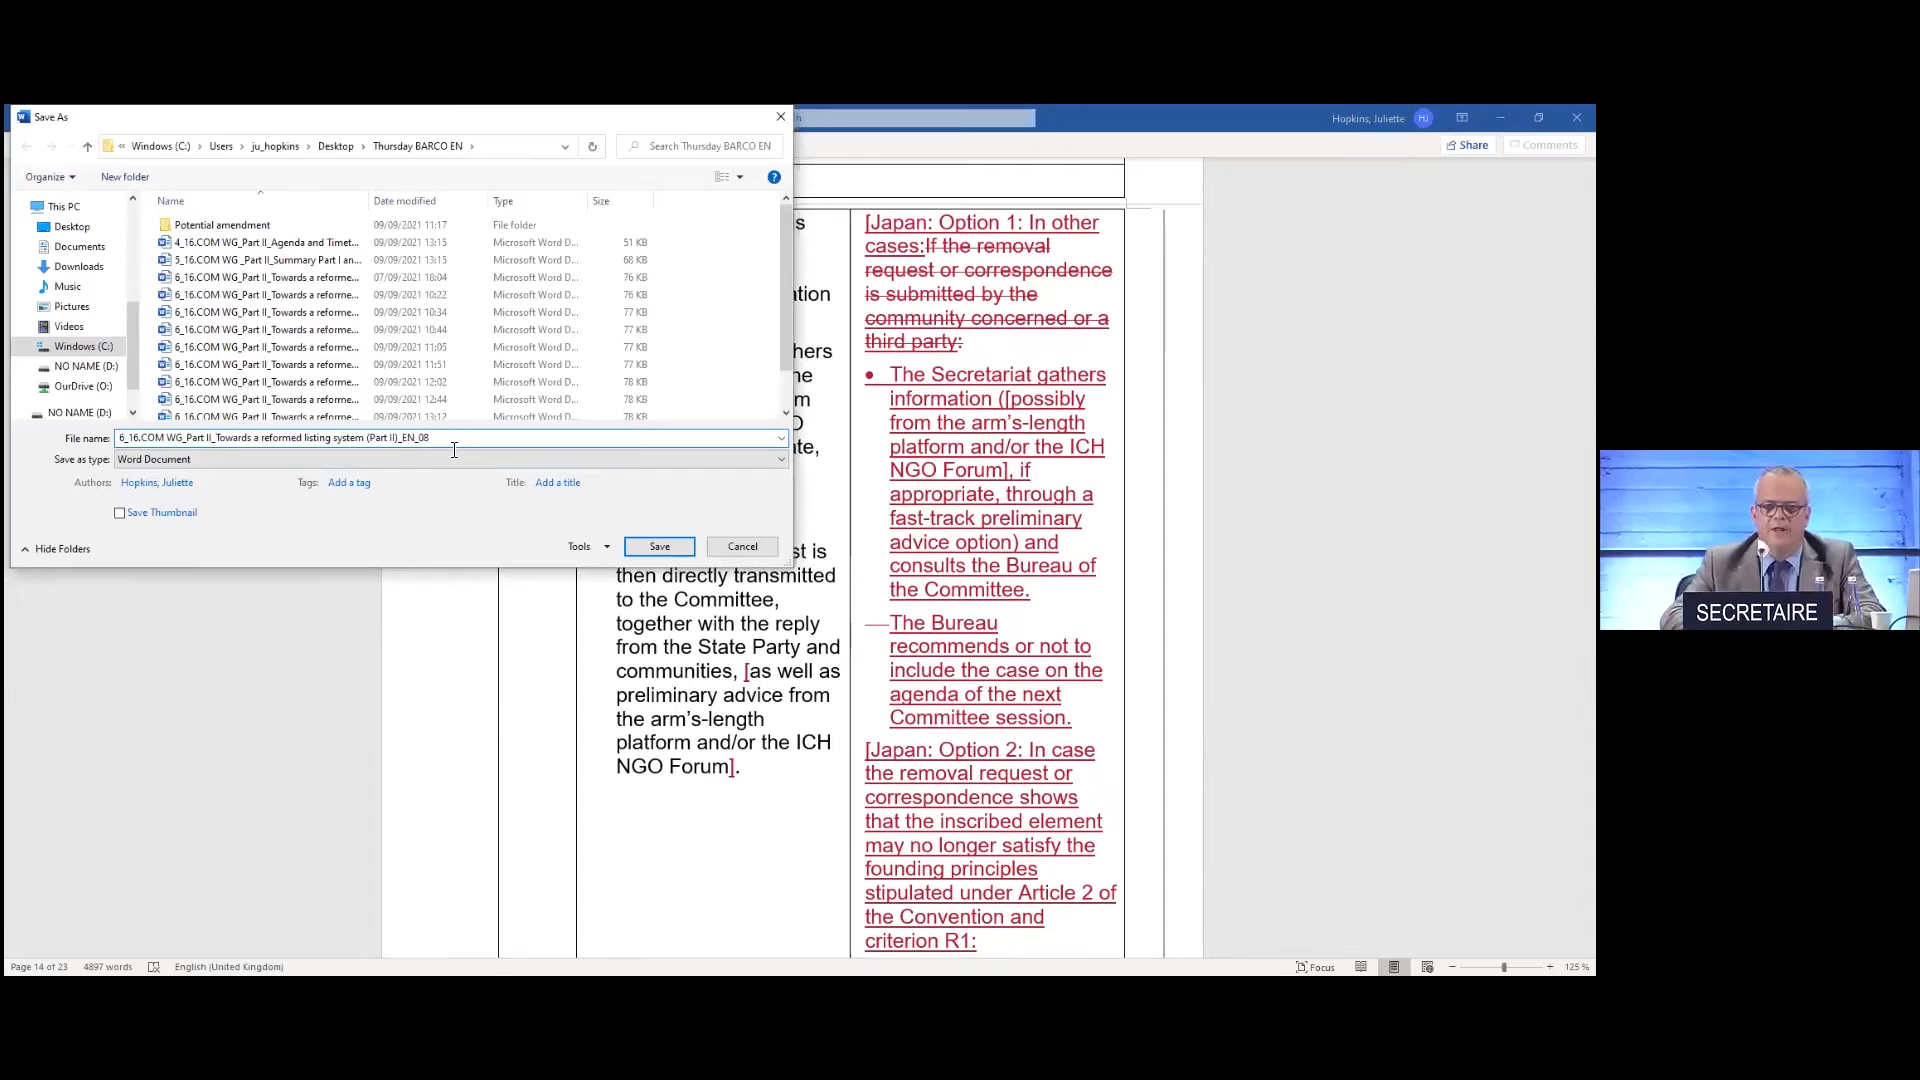 Save As
Hopkins, Juliette HJ
« Windows (C:) › Users › ju_hopkins › Desktop › Thursday BARCO EN ›
Search Thursday BARCO EN
Share
Comments
Organize
New folder
This PC
Desktop
Documents
Downloads
Music
Pictures
Videos
Windows (C:)
NO NAME (D:)
OurDrive (O:)
NO NAME (D:)
Name Date modified Type Size
Potential amendment 09/09/2021 11:17 File folder
4_16.COM WG_Part II_Agenda and Timet... 09/09/2021 13:15 Microsoft Word D... 51 KB
5_16.COM WG _Part II_Summary Part I an... 09/09/2021 13:15 Microsoft Word D... 68 KB
6_16.COM WG_Part II_Towards a reforme... 07/09/2021 18:04 Microsoft Word D... 76 KB
6_16.COM WG_Part II_Towards a reforme... 09/09/2021 10:22 Microsoft Word D... 76 KB
6_16.COM WG_Part II_Towards a reforme... 09/09/2021 10:34 Microsoft Word D... 77 KB
6_16.COM WG_Part II_Towards a reforme... 09/09/2021 10:44 Microsoft Word D... 77 KB
6_16.COM WG_Part II_Towards a reforme... 09/09/2021 11:05 Microsoft Word D... 77 KB
6_16.COM WG_Part II_Towards a reforme... 09/09/2021 11:51 Microsoft Word D... 77 KB
6_16.COM WG_Part II_Towards a reforme... 09/09/2021 12:02 Microsoft Word D... 78 KB
6_16.COM WG_Part II_Towards a reforme... 09/09/2021 12:44 Microsoft Word D... 78 KB
6_16.COM WG_Part II_Towards a reforme... 09/09/2021 13:12 Microsoft Word D... 78 KB
File name: 6_16.COM WG_Part II_Towards a reformed listing system (Part II)_EN_08
Save as type: Word Document
Authors: Hopkins, Juliette
Tags: Add a tag
Title: Add a title
Save Thumbnail
Hide Folders
Tools
Save
Cancel
then directly transmitted
to the Committee,
together with the reply
from the State Party and
communities, [as well as
preliminary advice from
the arm's-length
platform and/or the ICH
NGO Forum].
[Japan: Option 1: In other
cases:If the removal
request or correspondence
is submitted by the
community concerned or a
third party:
• The Secretariat gathers
information ([possibly
from the arm's-length
platform and/or the ICH
NGO Forum], if
appropriate, through a
fast-track preliminary
advice option) and
consults the Bureau of
the Committee.
The Bureau
recommends or not to
include the case on the
agenda of the next
Committee session.
[Japan: Option 2: In case
the removal request or
correspondence shows
that the inscribed element
may no longer satisfy the
founding principles
stipulated under Article 2 of
the Convention and
criterion R1:
SECRETAIRE
Page 14 of 23 4897 words English (United Kingdom)
Focus
125 %